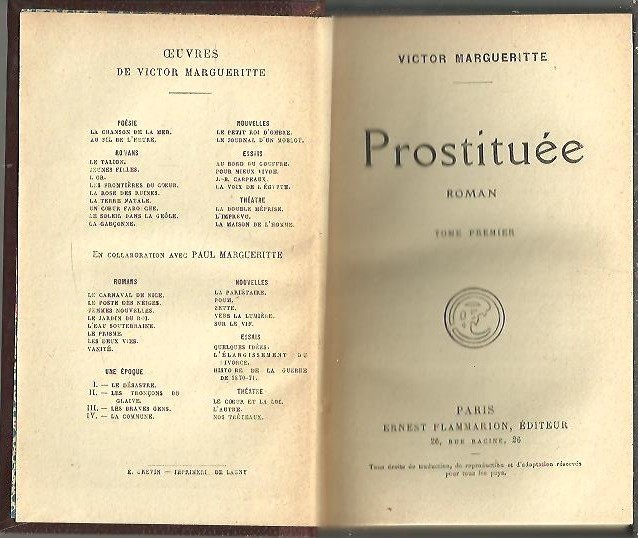 ŒUVRES
DE VICTOR MARGUERITTE
POÉSIE
LA CHANSON DE LA MER.
AU FIL DE L'HEURE.
ROMANS
LE TALION.
JEUNES FILLES.
L'OR.
LES FRONTIÈRES DU CŒUR.
LA ROSE DES RUINES.
LA TERRE NATALE.
UN CŒUR FAROUCHE.
LE SOLEIL DANS LA GEÔLE.
LA GARÇONNE.
NOUVELLES
LE PETIT ROI D'OMBRE.
LE JOURNAL D'UN MOBLOT.
ESSAIS
AU BORD DU GOUFFRE.
POUR MIEUX VIVRE.
J.-B. CARPEAUX.
LA VOIX DE L'ÉGYPTE.
THÉATRE
LA DOUBLE MÉPRISE.
L'IMPRÉVU.
LA MAISON DE L'HOMME.
EN COLLABORATION AVEC PAUL MARGUERITTE
ROMANS
LE CARNAVAL DE NICE.
LE POSTE DES NEIGES.
FEMMES NOUVELLES.
LE JARDIN DU ROI.
L'EAU SOUTERRAINE.
LE PRISME.
LES DEUX VIES.
VANITÉ.
UNE ÉPOQUE
I. — LE DÉSASTRE.
II. — LES TRONÇONS DU
GLAIVE.
III. — LES BRAVES GENS.
IV. — LA COMMUNE.
NOUVELLES
LA PARIÉTAIRE.
POUM.
ZETTE.
VERS LA LUMIÈRE.
SUR LE VIF.
ESSAIS
QUELQUES IDÉES.
L'ÉLARGISSEMENT DU
DIVORCE.
HISTOIRE DE LA GUERRE
DE 1870-71.
THÉATRE
LE CŒUR ET LA LOI.
L'AUTRE.
NOS TRÉTEAUX.
E. GREVIN — IMPRIMERIE DE LAGNY
VICTOR MARGUERITTE
Prostituée
ROMAN
TOME PREMIER
PARIS
ERNEST FLAMMARION, ÉDITEUR
26, RUE RACINE, 26
Tous droits de traduction, de reproduction et d'adaptation réservés
pour tous les pays.